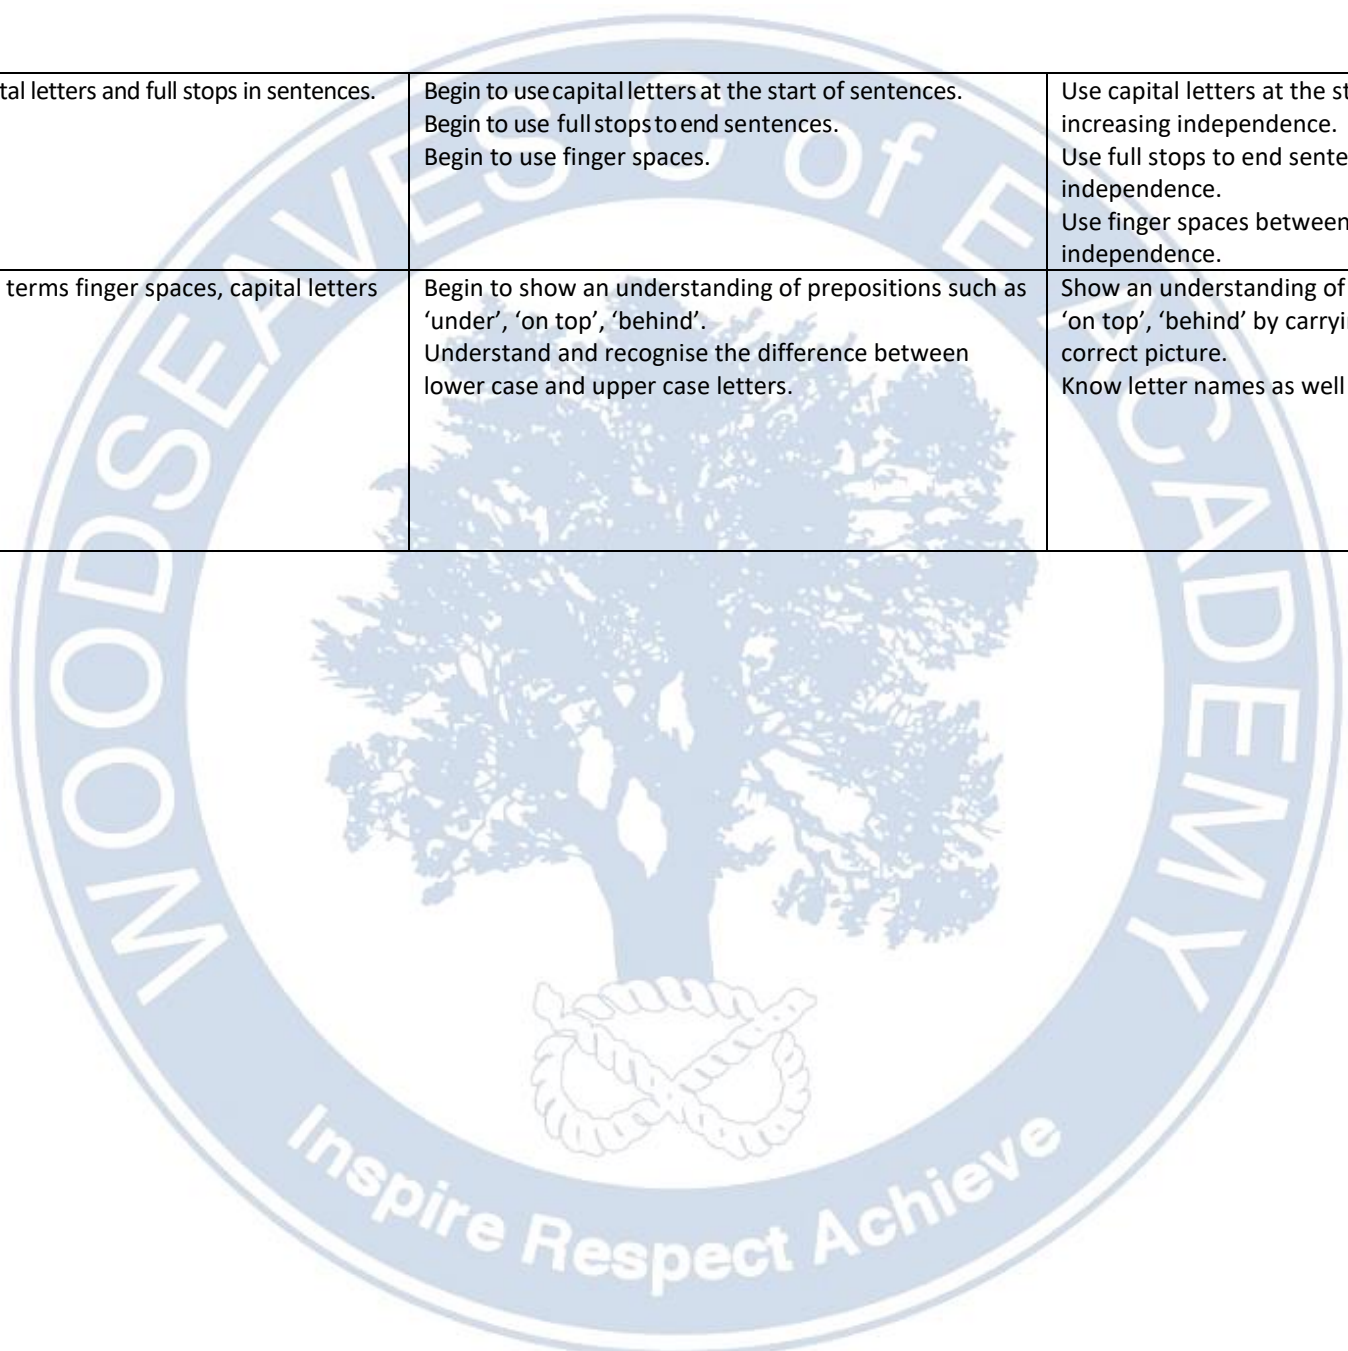 tal letters and full stops in sentences.
Begin to use capital letters at the start of sentences.
Begin to use full stops to end sentences.
Begin to use finger spaces.
Use capital letters at the st
increasing independence.
Use full stops to end sente
independence.
Use finger spaces between
independence.
terms finger spaces, capital letters
Begin to show an understanding of prepositions such as
‘under’, ‘on top’, ‘behind’.
Understand and recognise the difference between
lower case and upper case letters.
Show an understanding of
‘on top’, ‘behind’ by carryi
correct picture.
Know letter names as well
WOODSEAVES C of E ACADEMY
Inspire Respect Achieve